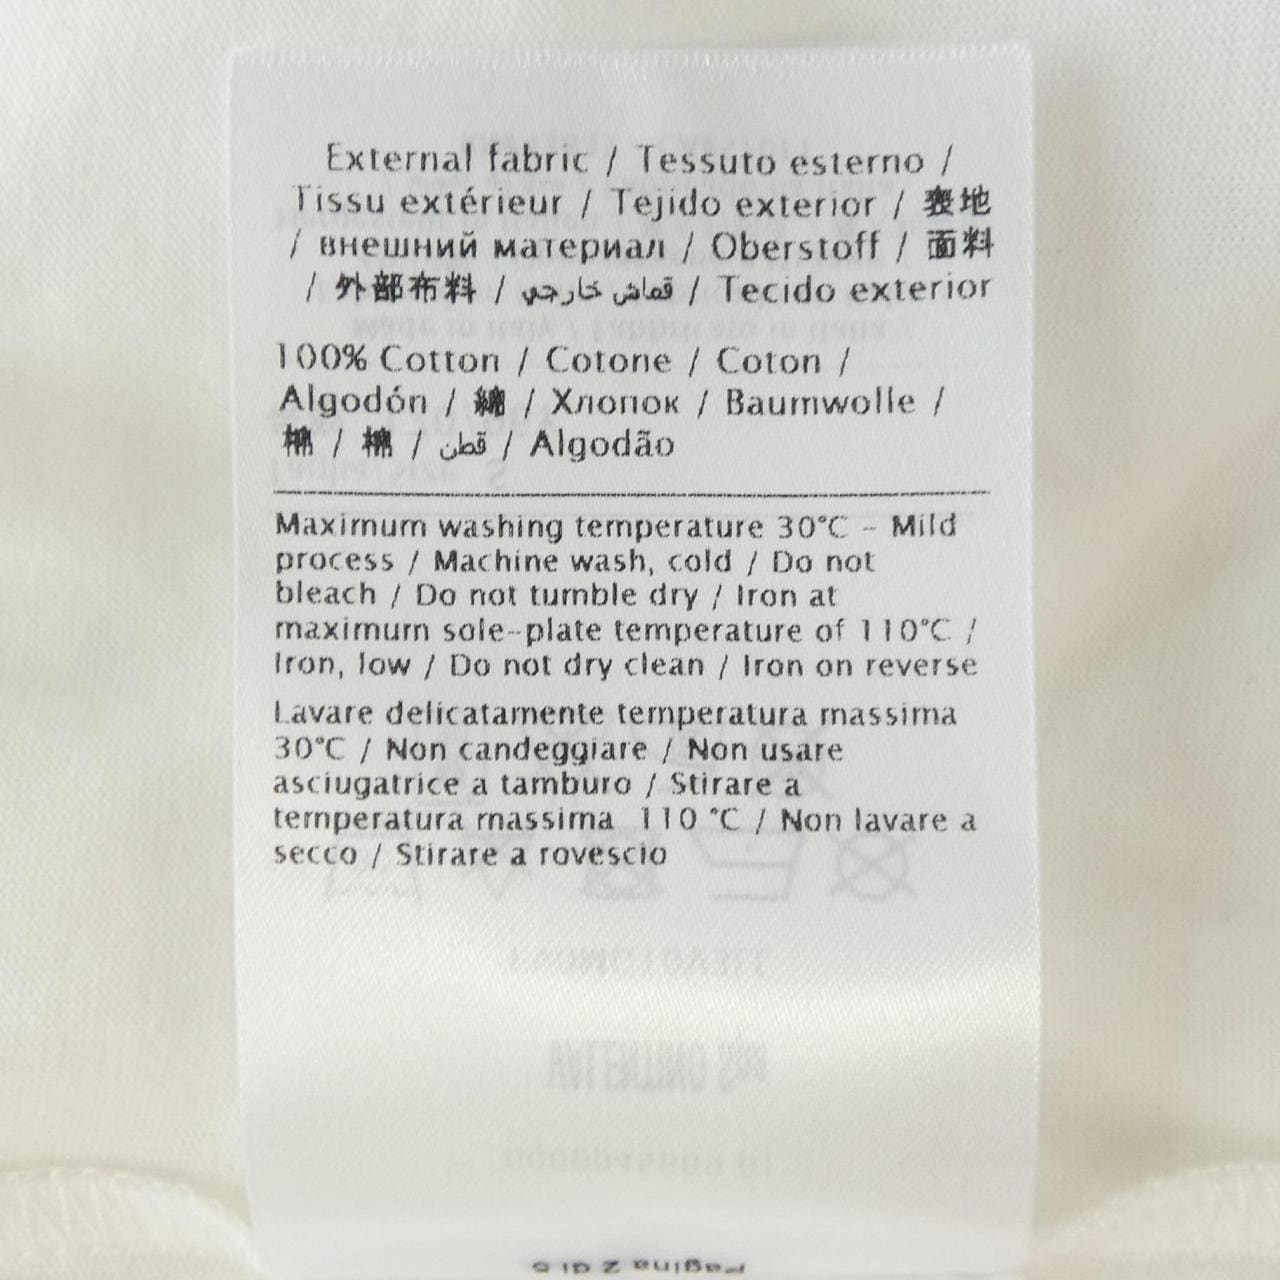 External fabric / Tessuto esterno /
Tissu extérieur / Tejido exterior / 表地
/ внешний материал / Oberstoff / 面料
/ 外部布料 / قماش خارجي / Tecido exterior
100% Cotton / Cotone / Coton /
Algodón / 綿 / Хлопок / Baumwolle /
棉 / 棉 / قطن / Algodão
Maximum washing temperature 30°C - Mild
process / Machine wash, cold / Do not
bleach / Do not tumble dry / Iron at
maximum sole-plate temperature of 110°C /
Iron, low / Do not dry clean / Iron on reverse
Lavare delicatamente temperatura massima
30°C / Non candeggiare / Non usare
asciugatrice a tamburo / Stirare a
temperatura massima 110 °C / Non lavare a
secco / Stirare a rovescio
Pagina 2 di